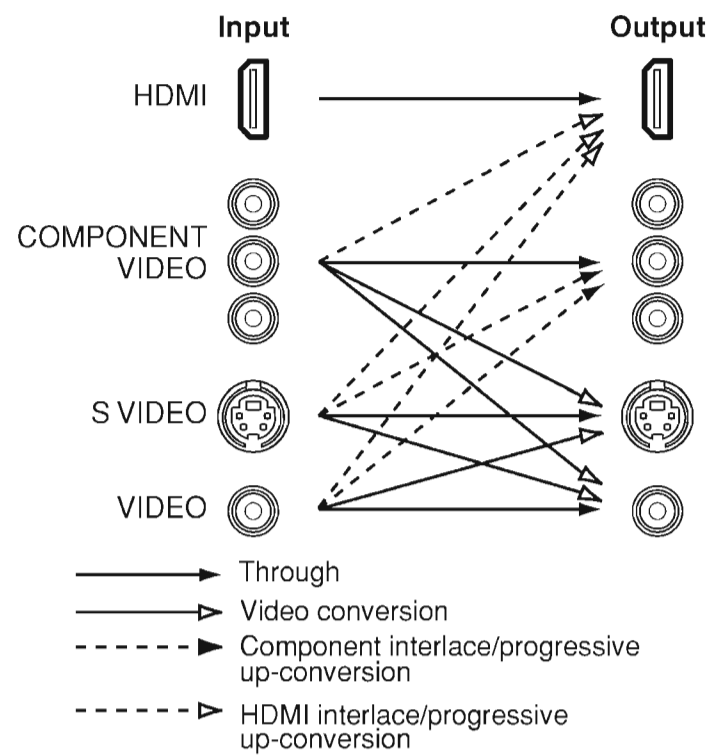 Input Output
HDMI
COMPONENT
VIDEO
S VIDEO
VIDEO
Through
Video conversion
Component interlace/progressive
up-conversion
HDMI interlace/progressive
up-conversion